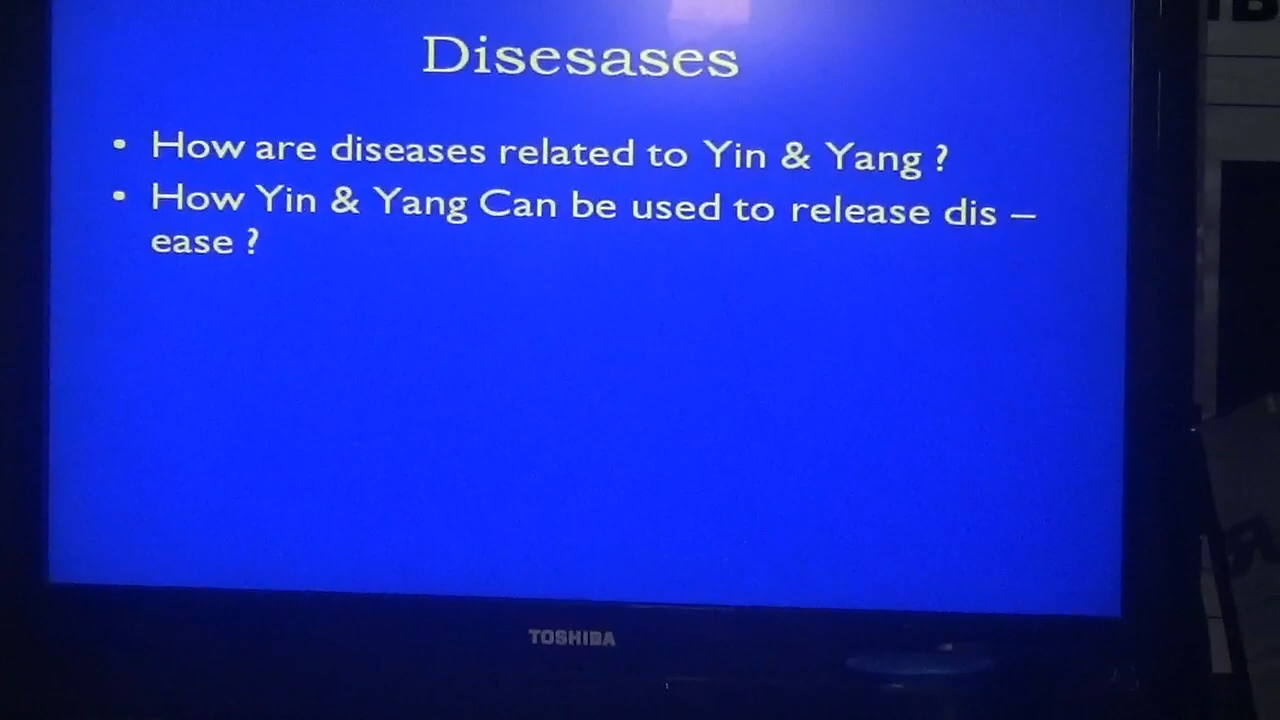 Disesases
• How are diseases related to Yin & Yang ?
• How Yin & Yang Can be used to release dis –
ease ?
TOSHIBA